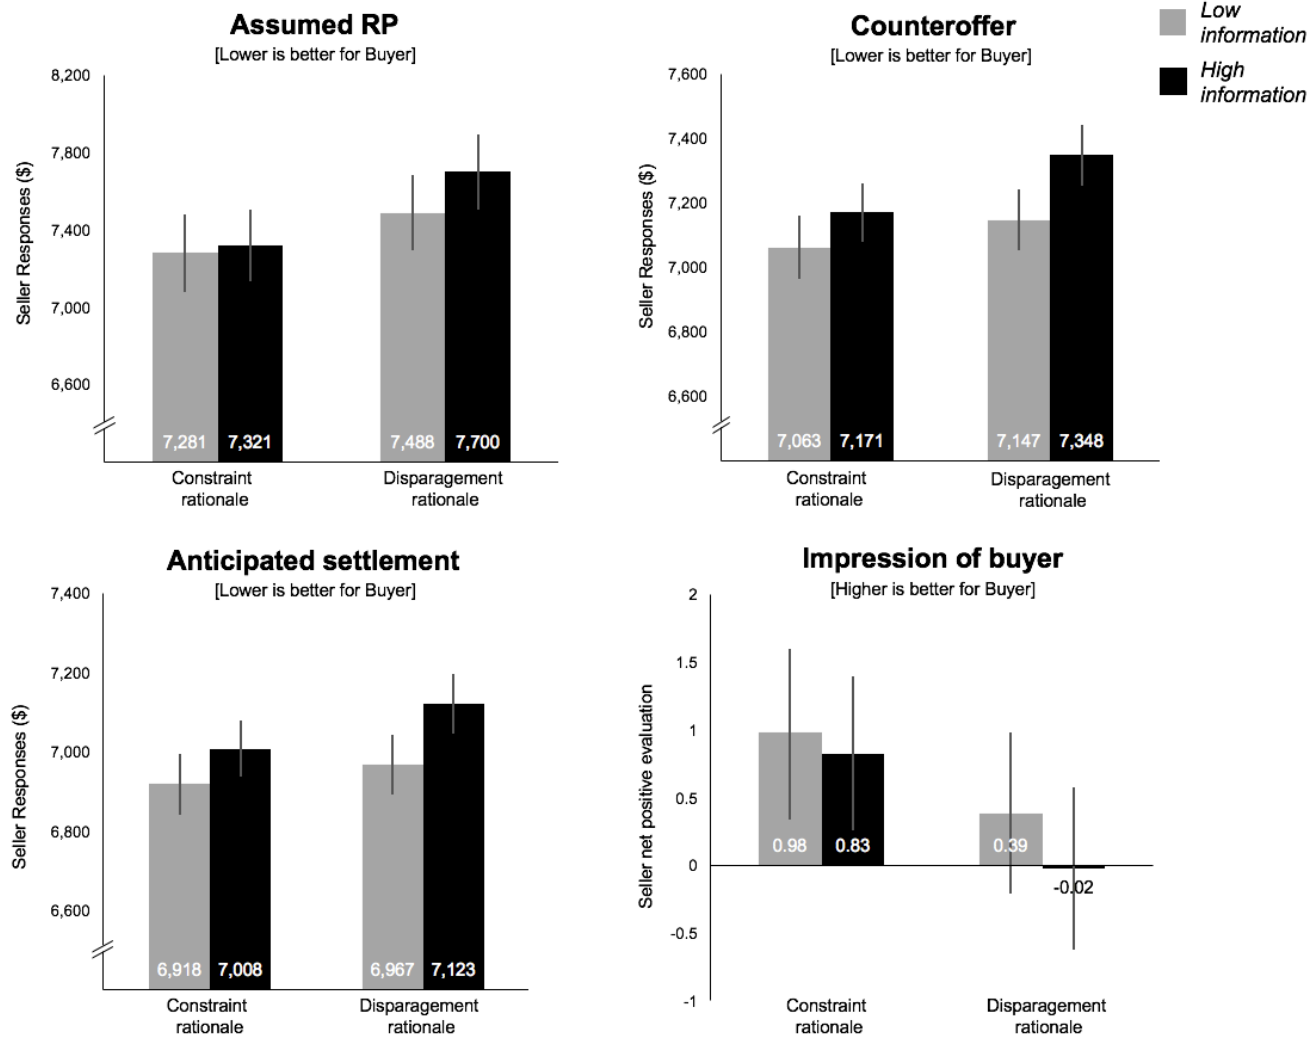 Assumed RP
[Lower is better for Buyer]
8,200
7,800
7,400
7,000
6,600
Seller Responses ($)
7,281
7,321
7,488
7,700
Constraint
rationale
Disparagement
rationale
Counteroffer
[Lower is better for Buyer]
7,600
7,400
7,200
7,000
6,800
6,600
Seller Responses ($)
7,063
7,171
7,147
7,348
Constraint
rationale
Disparagement
rationale
Low
information
High
information
Anticipated settlement
[Lower is better for Buyer]
7,400
7,200
7,000
6,800
6,600
Seller Responses ($)
6,918
7,008
6,967
7,123
Constraint
rationale
Disparagement
rationale
Impression of buyer
[Higher is better for Buyer]
2
1.5
1
0.5
0
-0.5
-1
Seller net positive evaluation
0.98
0.83
0.39
-0.02
Constraint
rationale
Disparagement
rationale